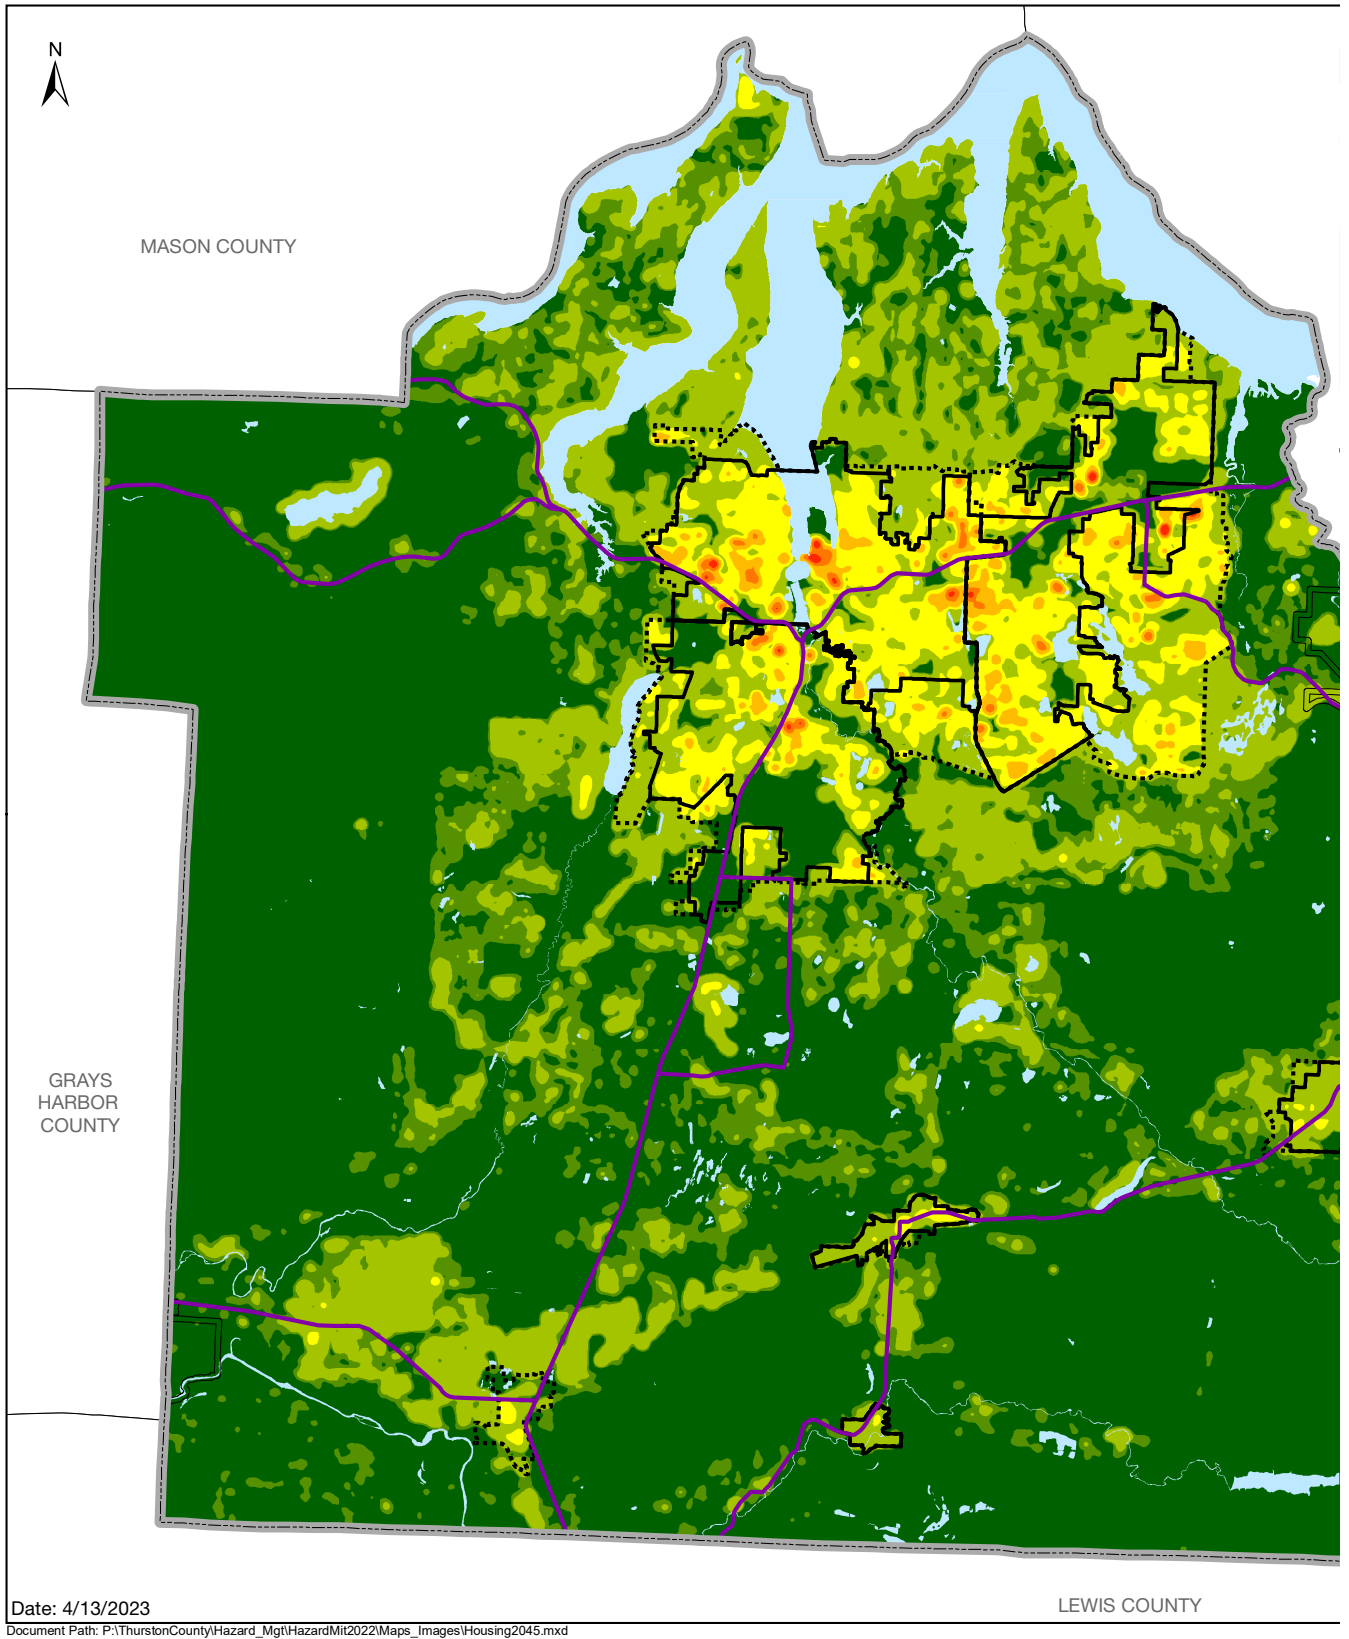 N
MASON COUNTY
GRAYS
HARBOR
COUNTY
LEWIS COUNTY
Date: 4/13/2023
Document Path: P:\ThurstonCounty\Hazard_Mgt\HazardMit2022\Maps_Images\Housing2045.mxd